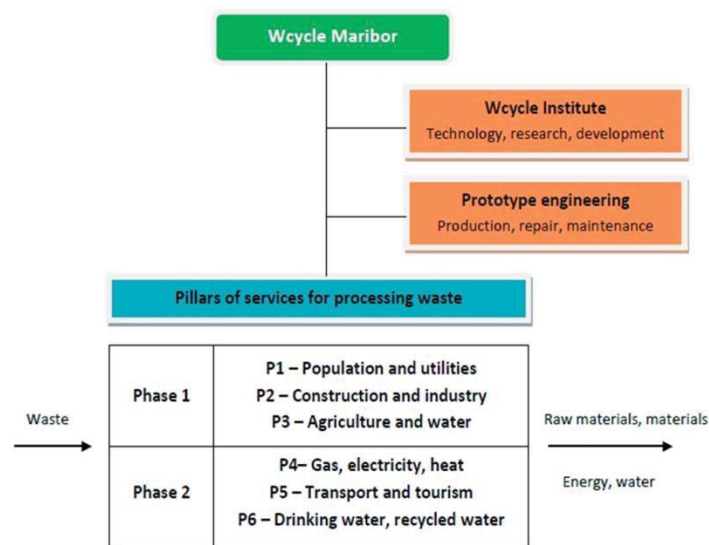 Wcycle Maribor
Wcycle Institute
Technology, research, development
Prototype engineering
Production, repair, maintenance
Pillars of services for processing waste
Waste
Phase 1
P1 – Population and utilities
P2 – Construction and industry
P3 – Agriculture and water
Phase 2
P4– Gas, electricity, heat
P5 – Transport and tourism
P6 – Drinking water, recycled water
Raw materials, materials
Energy, water